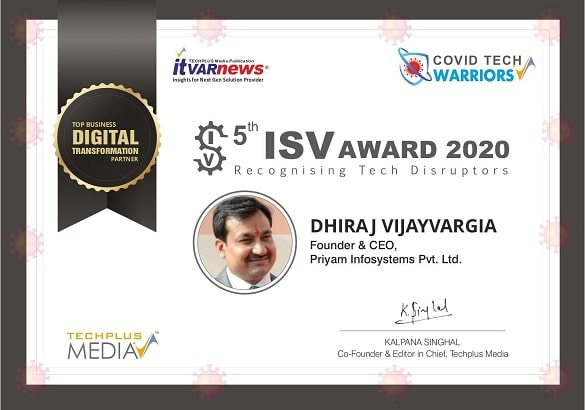 TECHPLUS Media Publication
itVARnews®
Insights for Next Gen Solution Provider
COVID TECH
WARRIORS
TOP BUSINESS
DIGITAL
TRANSFORMATION
PARTNER
5th ISV AWARD 2020
Recognising Tech Disruptors
DHIRAJ VIJAYVARGIA
Founder & CEO,
Priyam Infosystems Pvt. Ltd.
K. Singhal
KALPANA SINGHAL
Co-Founder & Editor in Chief, Techplus Media
TECHPLUS
MEDIA